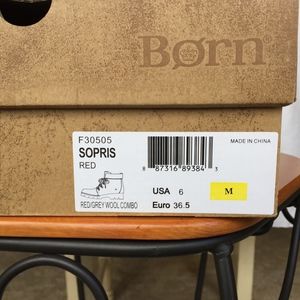 Børn
F30505
SOPRIS
RED
MADE IN CHINA
8 87316 89384 3
USA 6 M
RED/GREY WOOL COMBO
Euro 36.5